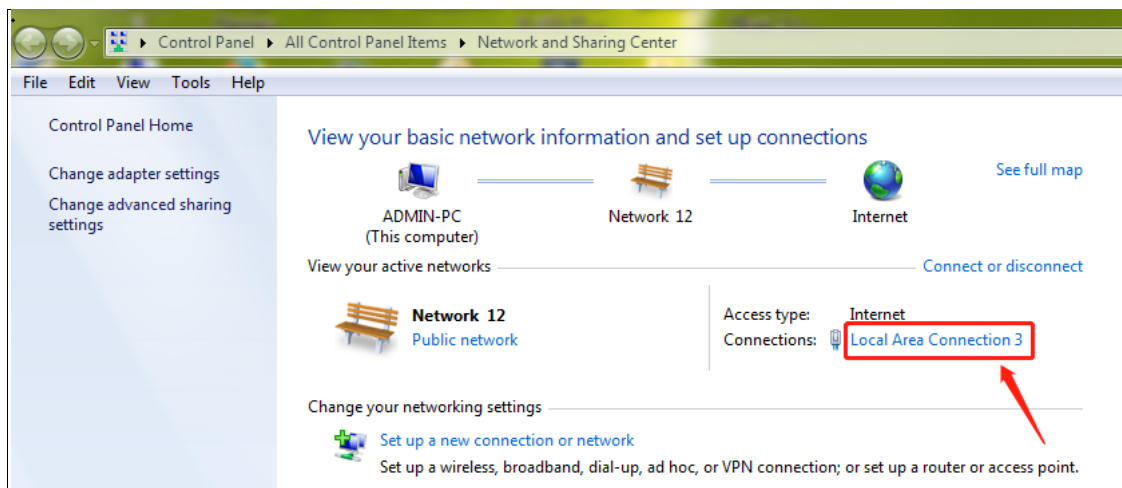 Control Panel ▸ All Control Panel Items ▸ Network and Sharing Center
File Edit View Tools Help
Control Panel Home
Change adapter settings
Change advanced sharing
settings
View your basic network information and set up connections
See full map
ADMIN-PC
(This computer)
Network 12
Internet
View your active networks
Connect or disconnect
Network 12
Public network
Access type: Internet
Connections: Local Area Connection 3
Change your networking settings
Set up a new connection or network
Set up a wireless, broadband, dial-up, ad hoc, or VPN connection; or set up a router or access point.